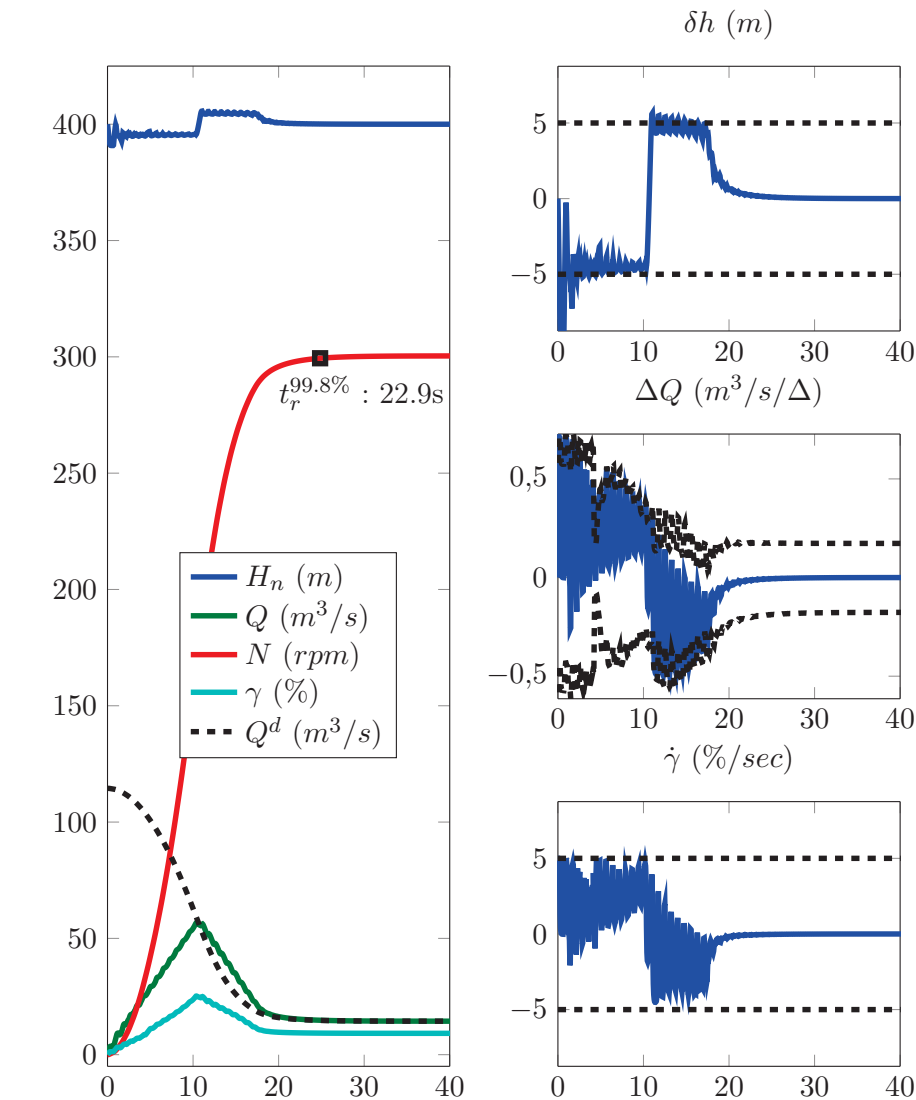 400
350
300
250
200
150
100
50
0
0 10 20 30 40
t_r^{99.8%} : 22.9s
H_n (m)
Q (m^3/s)
N (rpm)
γ (%)
Q^d (m^3/s)
δh (m)
5
0
−5
0 10 20 30 40
ΔQ (m^3/s/Δ)
0,5
0
−0,5
0 10 20 30 40
γ̇ (%/sec)
5
0
−5
0 10 20 30 40